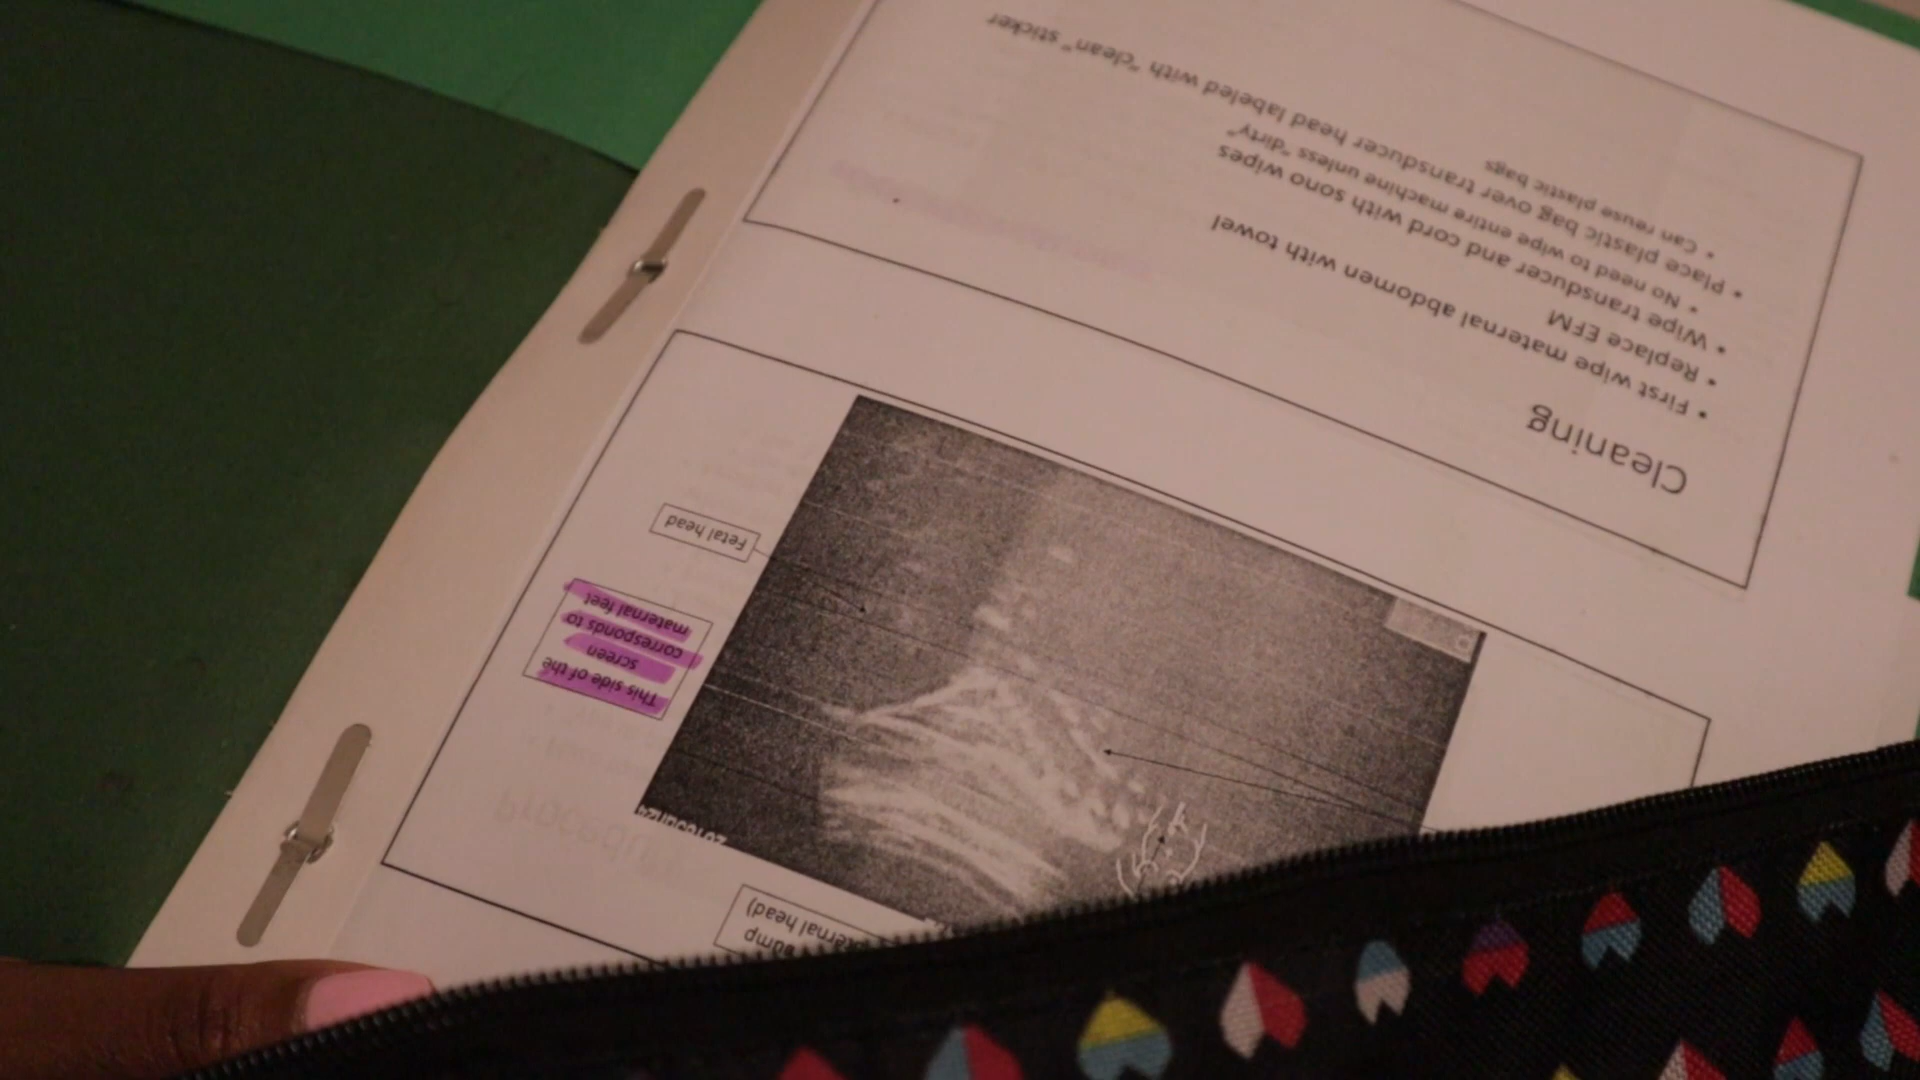 Cleaning
• First wipe maternal abdomen with towel
• Replace EFM
• Wipe transducer and cord with sono wipes
• No need to wipe entire machine unless "dirty"
• Place plastic bag over transducer head labeled with "clean" sticker
• Can reuse plastic bags
This side of the
screen
corresponds to
maternal feet
Fetal head
head)